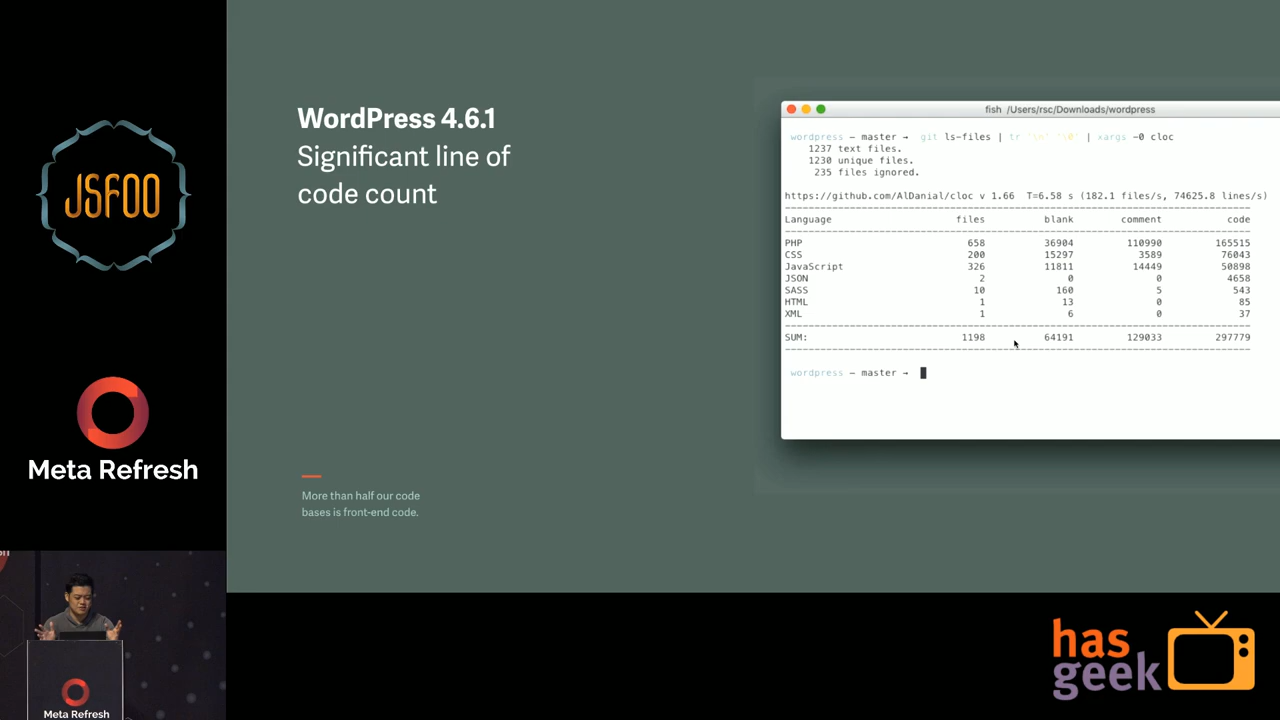 JSFOO
Meta Refresh
WordPress 4.6.1
Significant line of
code count
More than half our code
bases is front-end code.
fish /Users/rsc/Downloads/wordpress
wordpress – master → git ls-files | tr '\n' '\0' | xargs -0 cloc
1237 text files.
1230 unique files.
235 files ignored.
https://github.com/AlDanial/cloc v 1.66 T=6.58 s (182.1 files/s, 74625.8 lines/s)
Language files blank comment code
PHP 658 36904 110990 165515
CSS 200 15297 3589 76043
JavaScript 326 11811 14449 50898
JSON 2 0 0 4658
SASS 10 160 5 543
HTML 1 13 0 85
XML 1 6 0 37
SUM: 1198 64191 129033 297779
wordpress – master →
Meta Refresh
has
geek